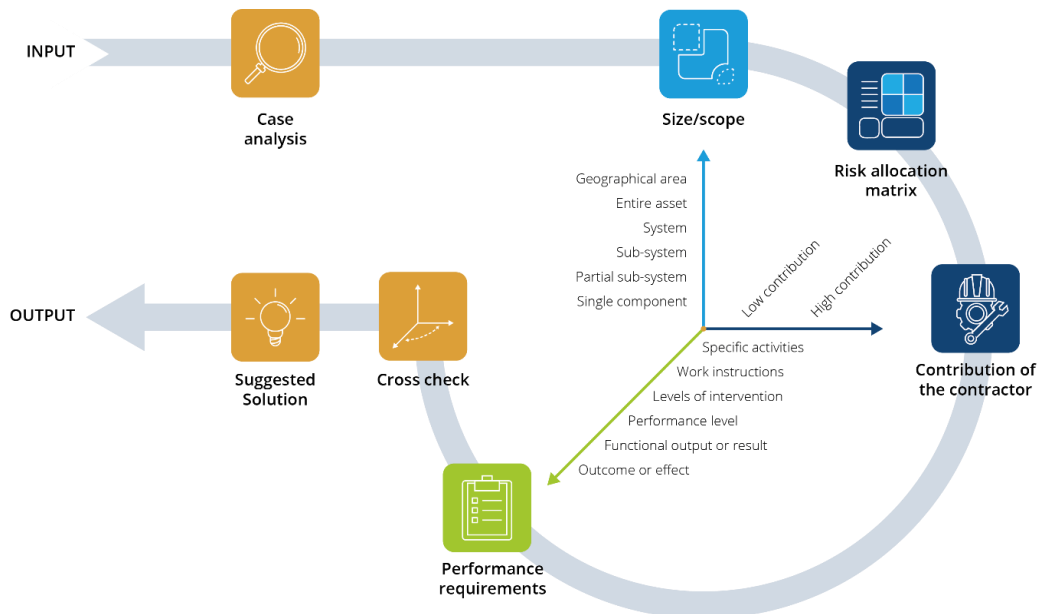 INPUT
Case
analysis
Size/scope
Risk allocation
matrix
Geographical area
Entire asset
System
Sub-system
Partial sub-system
Single component
Low contribution
High contribution
Specific activities
Work instructions
Levels of intervention
Performance level
Functional output or result
Outcome or effect
Contribution of
the contractor
OUTPUT
Suggested
Solution
Cross check
Performance
requirements